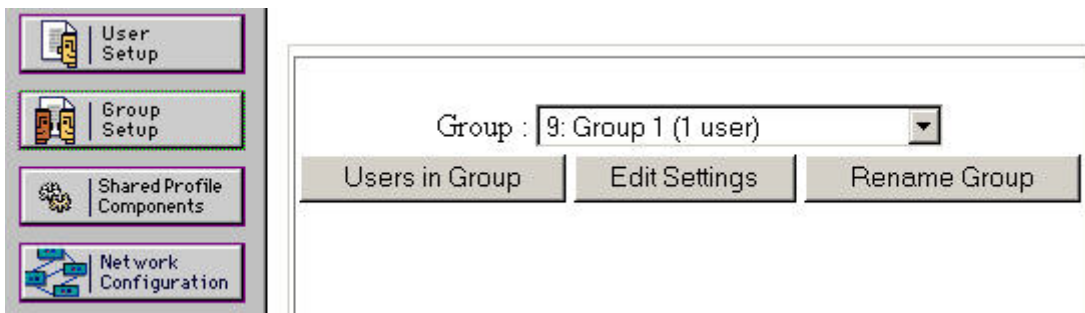 User
Setup
Group
Setup
Shared Profile
Components
Network
Configuration
Group : 9: Group 1 (1 user)
Users in Group Edit Settings Rename Group